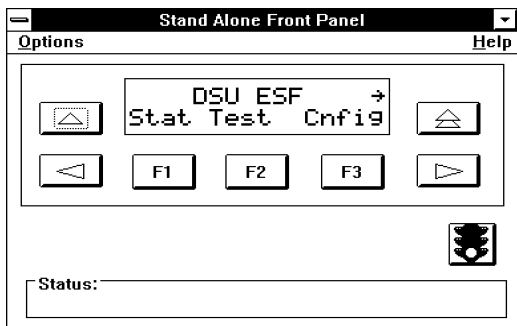 Stand Alone Front Panel
Options Help
DSU ESF →
Stat Test Cnfig
F1 F2 F3
Status: